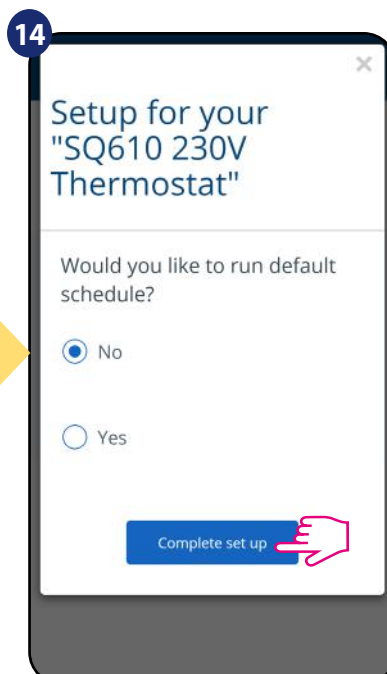 14
×
Setup for your
"SQ610 230V
Thermostat"
Would you like to run default
schedule?
No
Yes
Complete set up